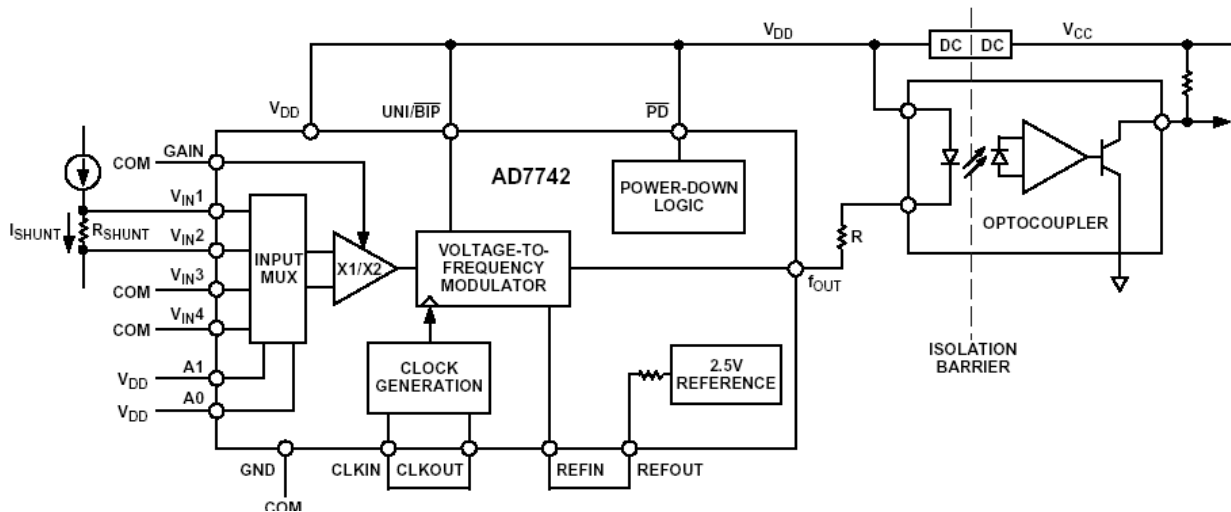 V_DD
DC DC
V_CC
V_DD
UNI/B̅I̅P̅
P̅D̅
COM
GAIN
AD7742
POWER-DOWN
LOGIC
V_IN1
I_SHUNT
R_SHUNT
V_IN2
INPUT
MUX
X1/X2
VOLTAGE-TO-
FREQUENCY
MODULATOR
R
OPTOCOUPLER
COM
V_IN3
f_OUT
COM
V_IN4
CLOCK
GENERATION
2.5V
REFERENCE
ISOLATION
BARRIER
V_DD
A1
V_DD
A0
GND
CLKIN
CLKOUT
REFIN
REFOUT
COM